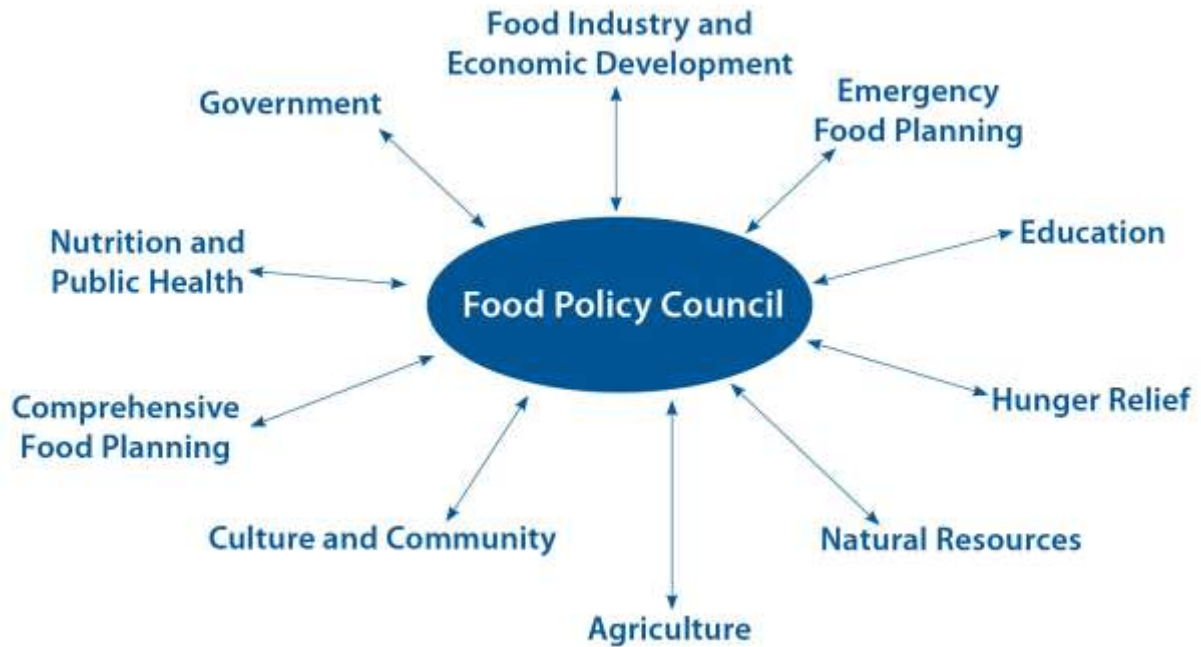 Food Industry and
Economic Development
Government
Emergency
Food Planning
Nutrition and
Public Health
Education
Food Policy Council
Comprehensive
Food Planning
Hunger Relief
Culture and Community
Natural Resources
Agriculture